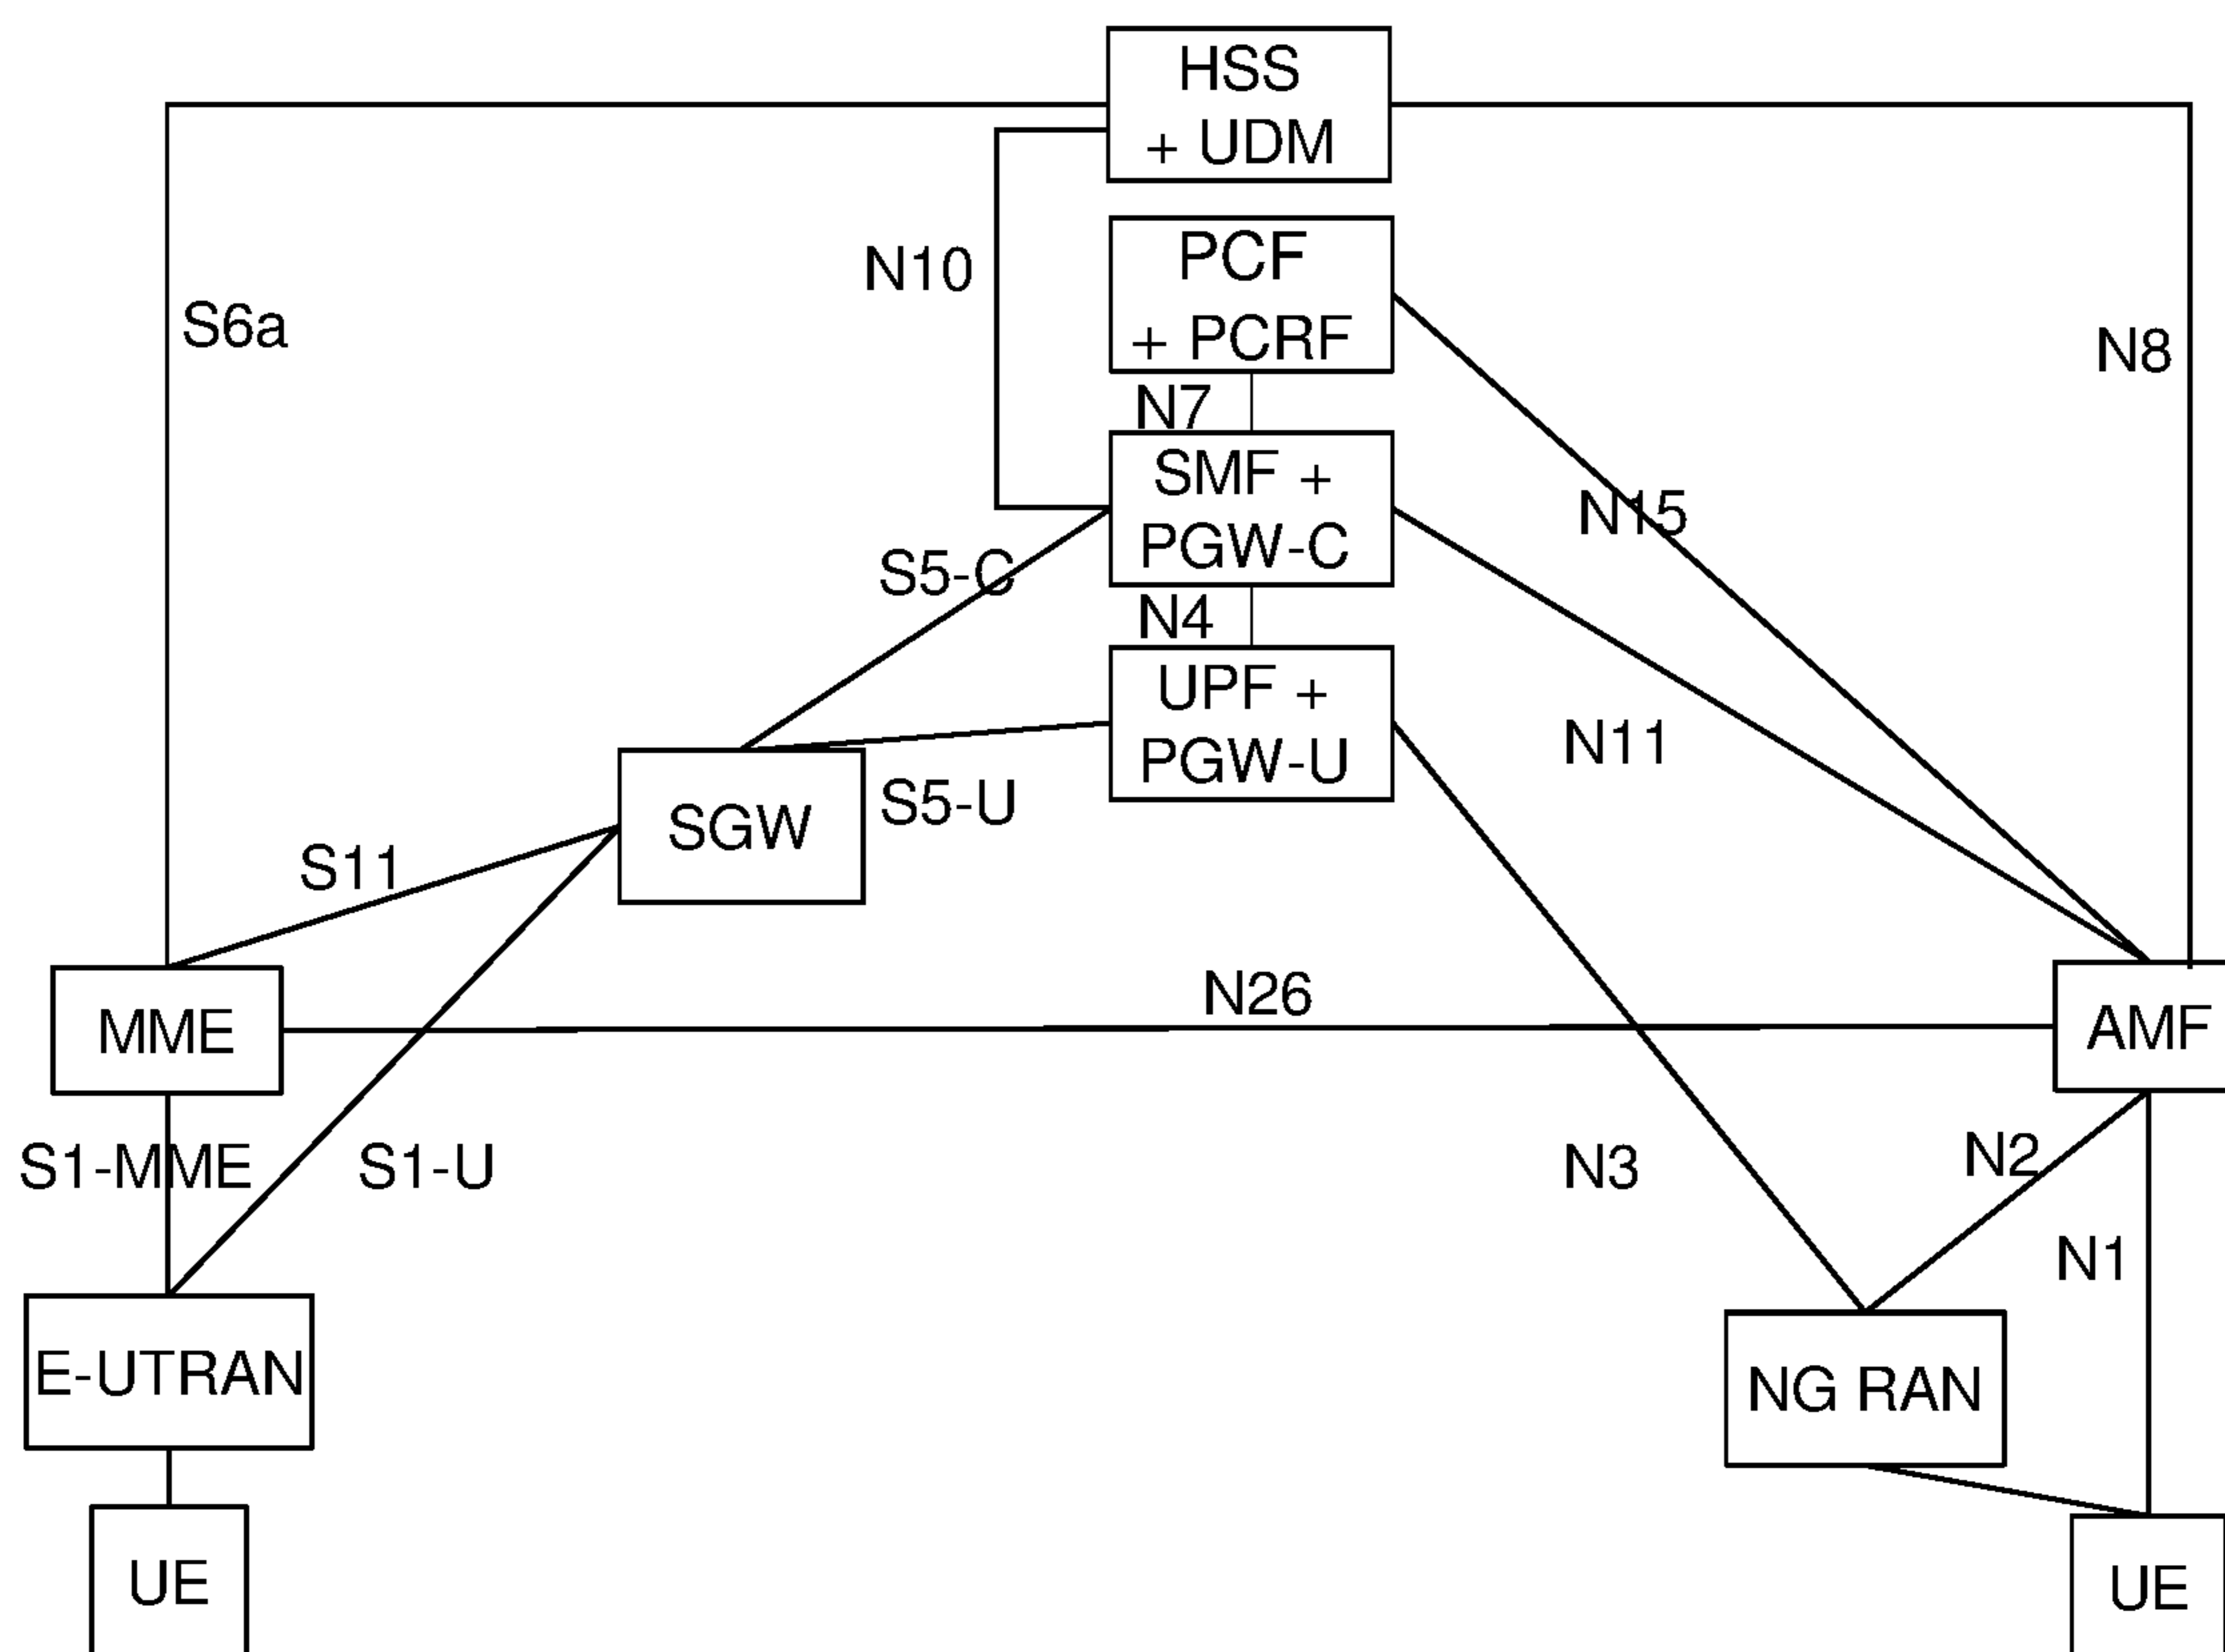 HSS
+ UDM
N10
PCF
+ PCRF
S6a
N8
N7
SMF +
PGW-C
N15
S5-C
N4
UPF +
PGW-U
N11
S5-U
SGW
S11
N26
MME
AMF
S1-MME
S1-U
N3
N2
N1
E-UTRAN
NG RAN
UE
UE